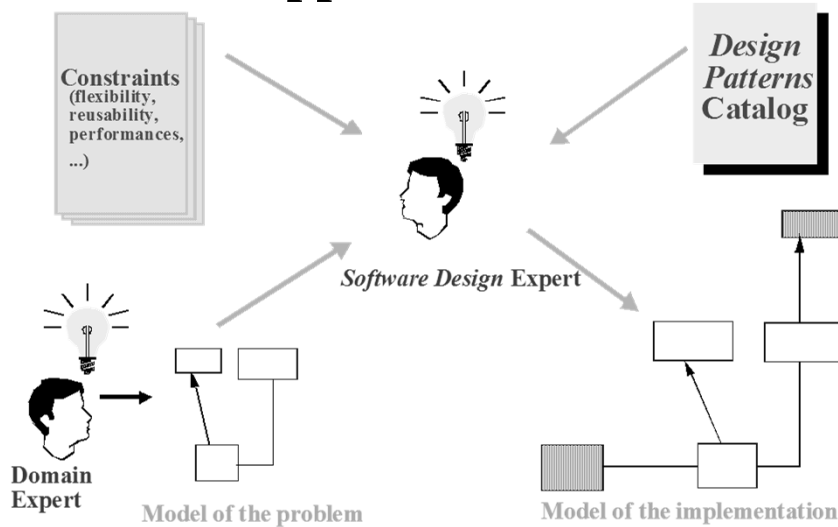 Constraints
(flexibility,
reusability,
performances,
...)
Design
Patterns
Catalog
Software Design Expert
Domain
Expert
Model of the problem
Model of the implementation